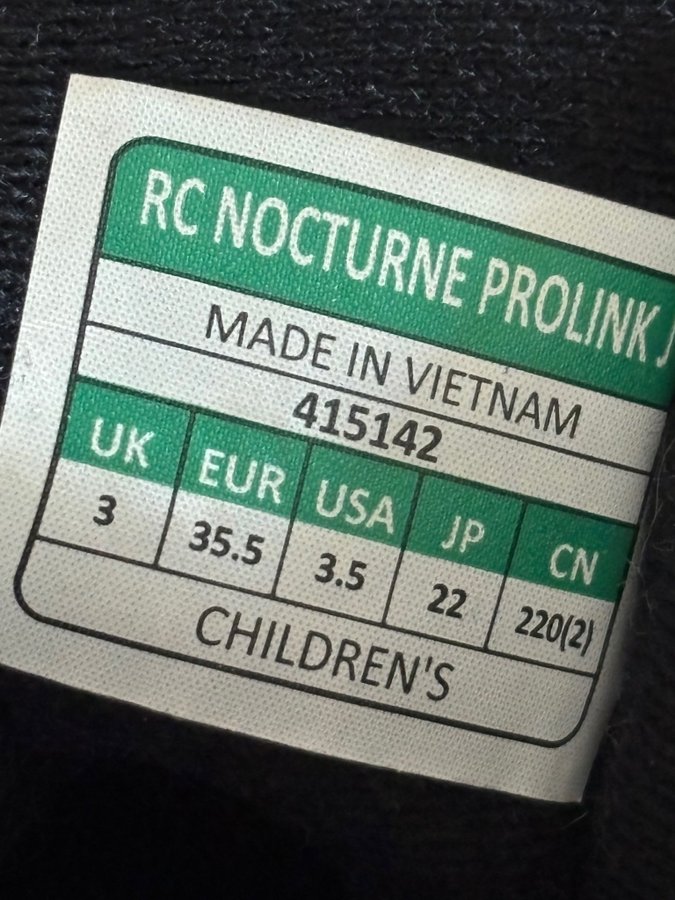 RC NOCTURNE PROLINK J
MADE IN VIETNAM
415142
UK EUR USA JP CN
3 35.5 3.5 22 220(2)
CHILDREN'S